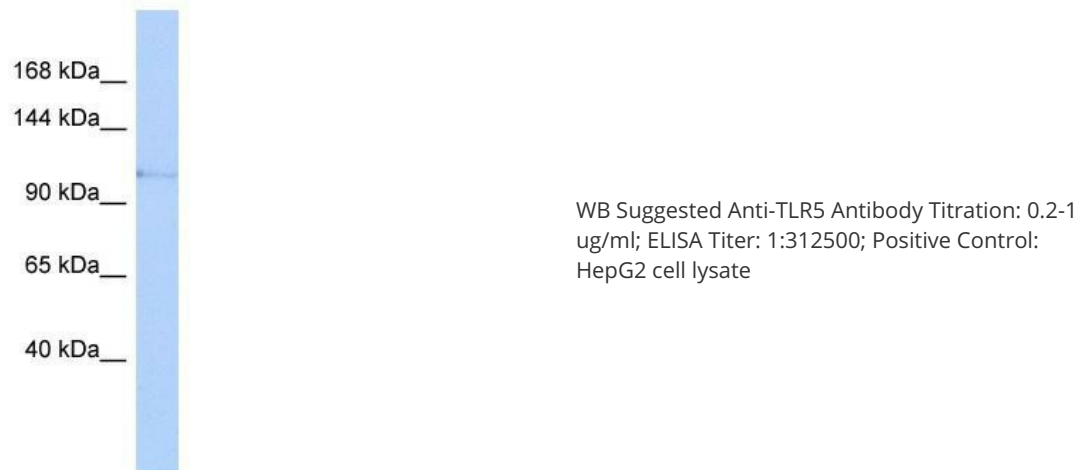 168 kDa__
144 kDa__
90 kDa__
65 kDa__
40 kDa__
WB Suggested Anti-TLR5 Antibody Titration: 0.2-1
ug/ml; ELISA Titer: 1:312500; Positive Control:
HepG2 cell lysate